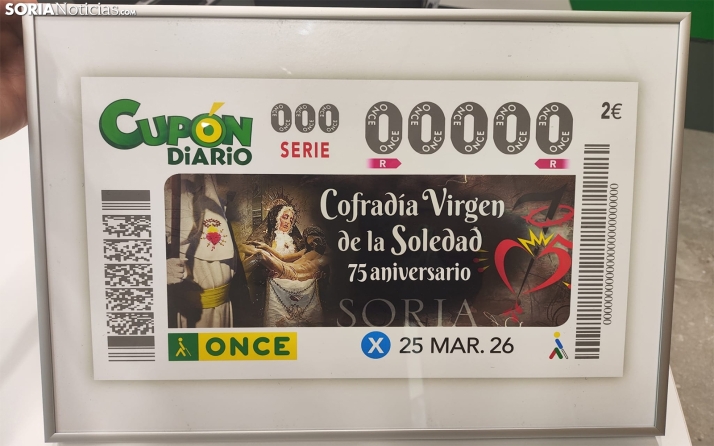 SORIANoticias.com
CUPÓN
DiARiO
000
SERIE
00000
R
R
2€
Cofradía Virgen
de la Soledad
75 aniversario
SORIA
ONCE
X 25 MAR. 26